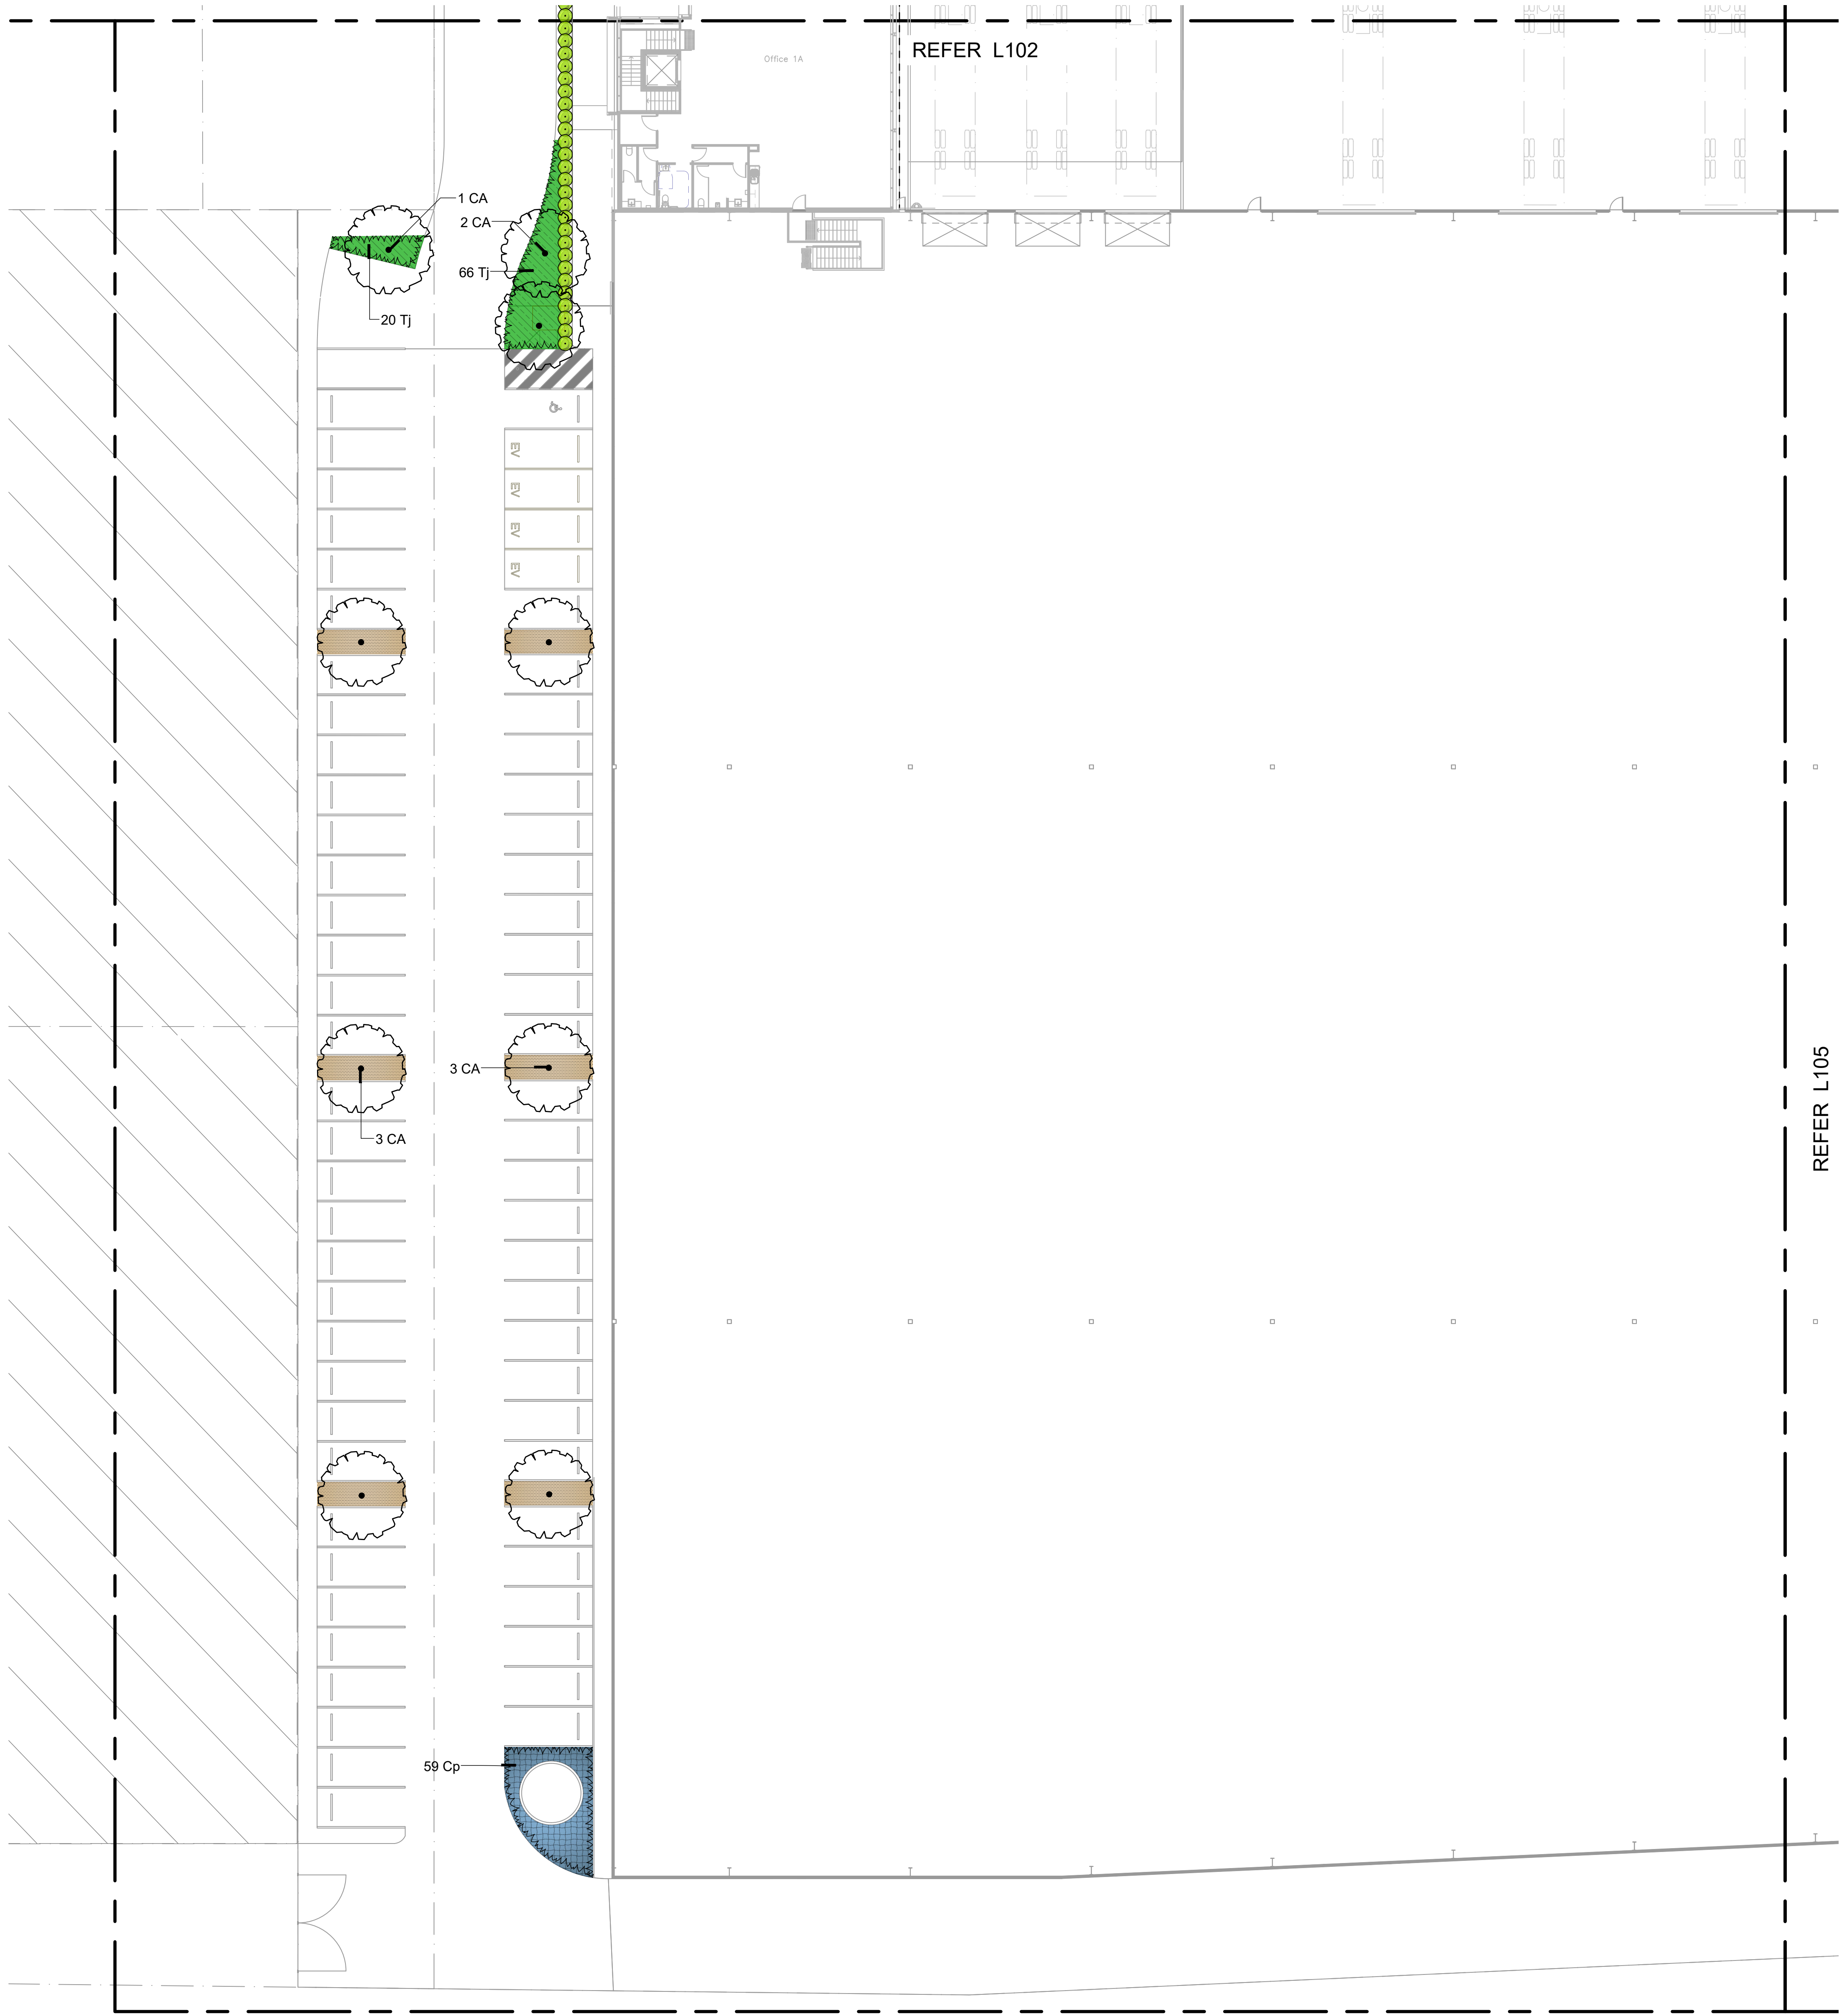 REFER L102
Office 1A
1 CA
2 CA
66 Tj
20 Tj
EV
EV
EV
EV
3 CA
3 CA
REFER L105
59 Cp